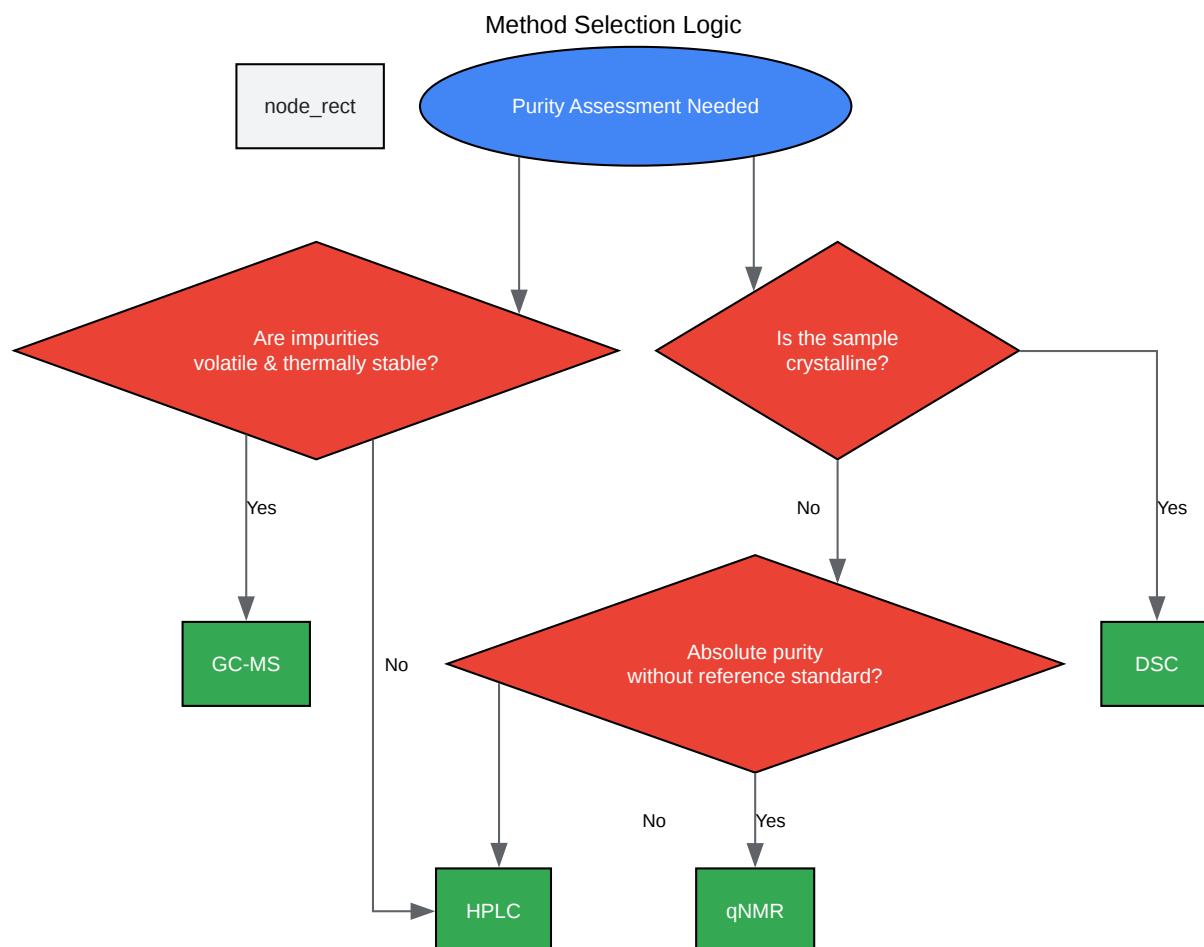 Method Selection Logic
node_rect
Purity Assessment Needed
Are impurities
volatile & thermally stable?
Is the sample
crystalline?
Yes
No
Yes
GC-MS
No
Absolute purity
without reference standard?
DSC
No
Yes
HPLC
qNMR